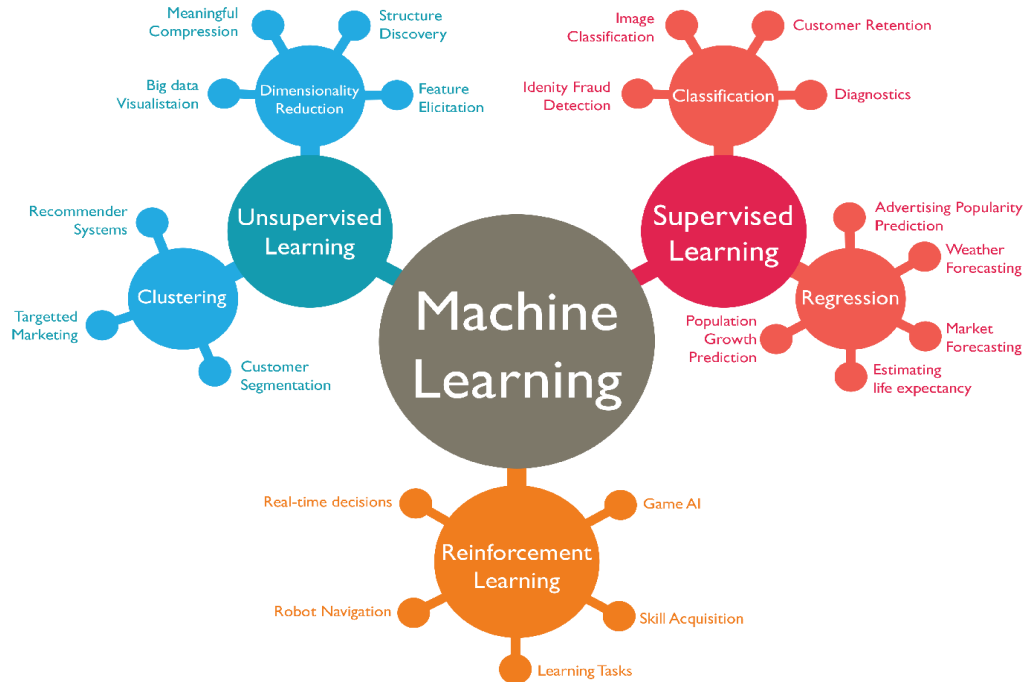 Meaningful
Compression
Structure
Discovery
Big data
Visualistaion
Dimensionality
Reduction
Feature
Elicitation
Image
Classification
Customer Retention
Idenity Fraud
Detection
Classification
Diagnostics
Recommender
Systems
Unsupervised
Learning
Clustering
Targetted
Marketing
Customer
Segmentation
Machine
Learning
Supervised
Learning
Advertising Popularity
Prediction
Weather
Forecasting
Regression
Population
Growth
Prediction
Market
Forecasting
Estimating
life expectancy
Real-time decisions
Game AI
Reinforcement
Learning
Robot Navigation
Skill Acquisition
Learning Tasks